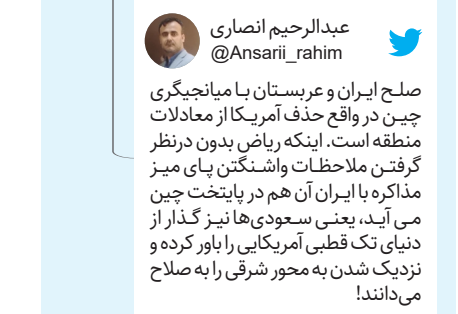 عبدالرحیم انصاری
@Ansarii_rahim
صلح ایران و عربستان با میانجیگری
چین در واقع حذف آمریکا از معادلات
منطقه است. اینکه ریاض بدون درنظر
گرفتن ملاحظات واشنگتن پای میز
مذاکره با ایران آن هم در پایتخت چین
می آید، یعنی سعودی‌ها نیز گذار از
دنیای تک قطبی آمریکایی را باور کرده و
نزدیک شدن به محور شرقی را به صلاح
می‌دانند!